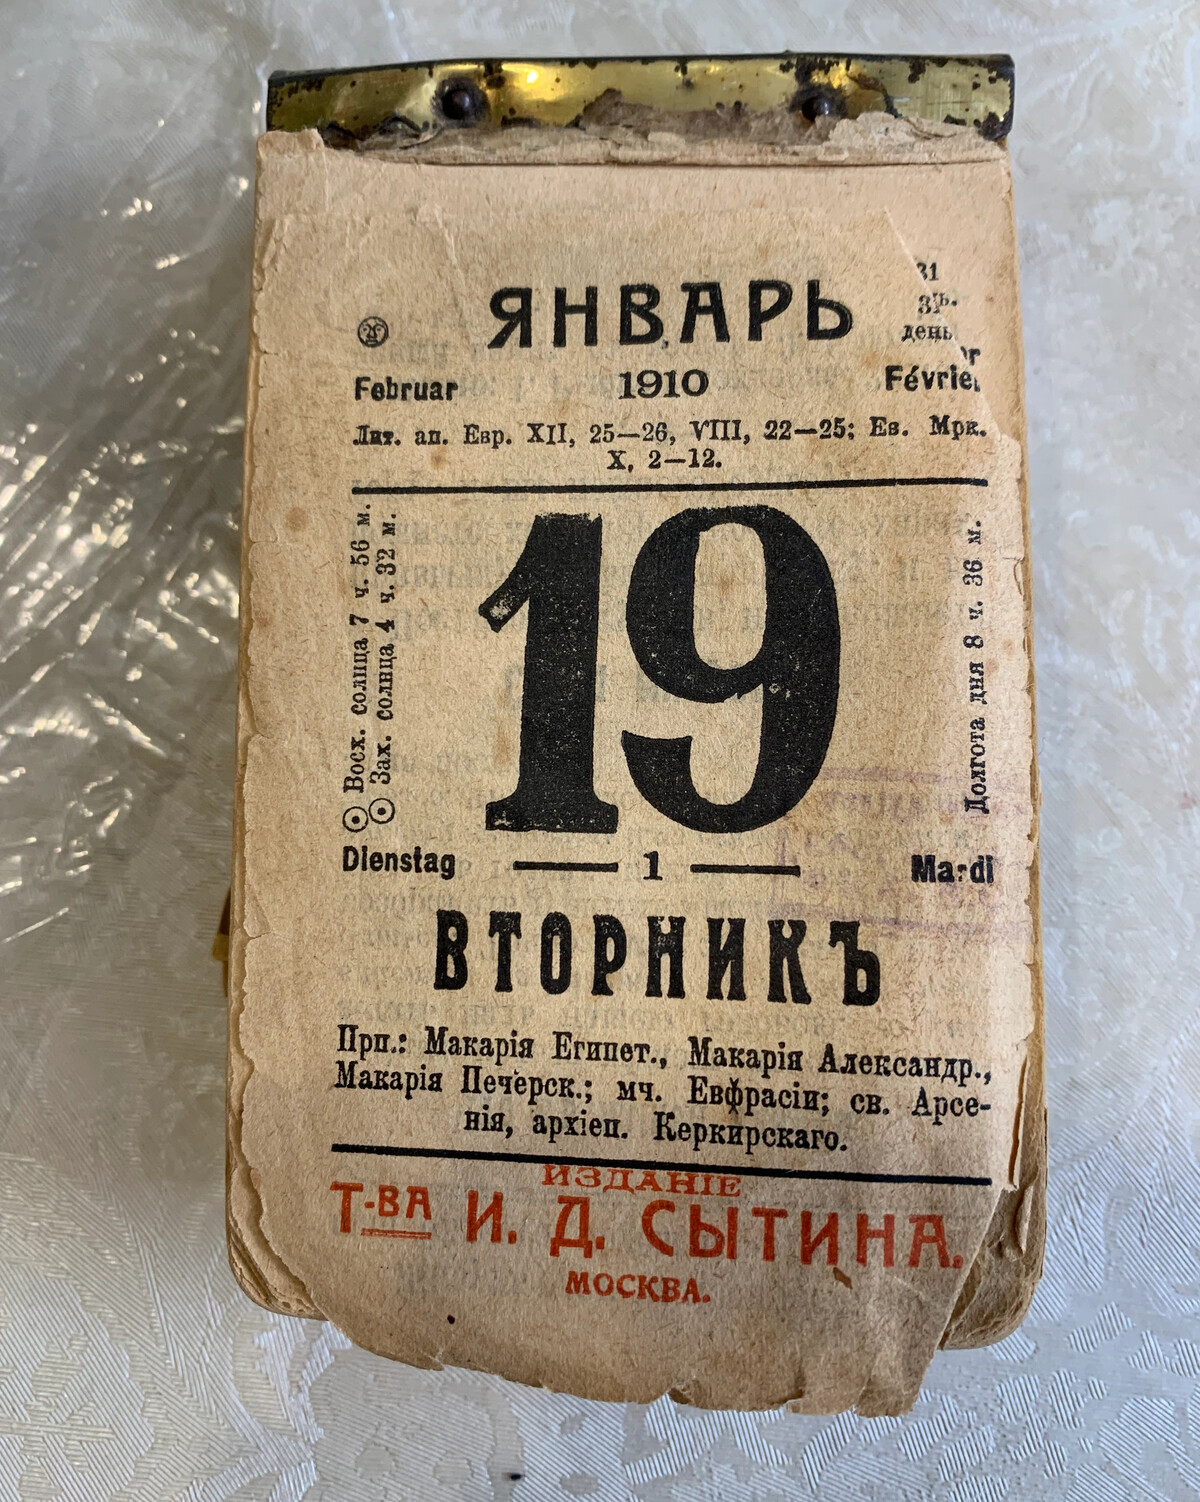 ЯНВАРЬ
31
день
Februar 1910 Février
Лит. ап. Евр. XII, 25—26, VIII, 22—25; Ев. Мрк.
X, 2—12.
Восх. солнца 7 ч. 56 м.
Зах. солнца 4 ч. 32 м.
19
Долгота дня 8 ч. 36 м.
Dienstag — 1 — Mardi
ВТОРНИКЪ
Прп.: Макарія Египет., Макарія Александр.,
Макарія Печерск.; мч. Евфрасіи; св. Арсе-
нія, архіеп. Керкирскаго.
ИЗДАНІЕ
Т-ВА И. Д. СЫТИНА.
МОСКВА.